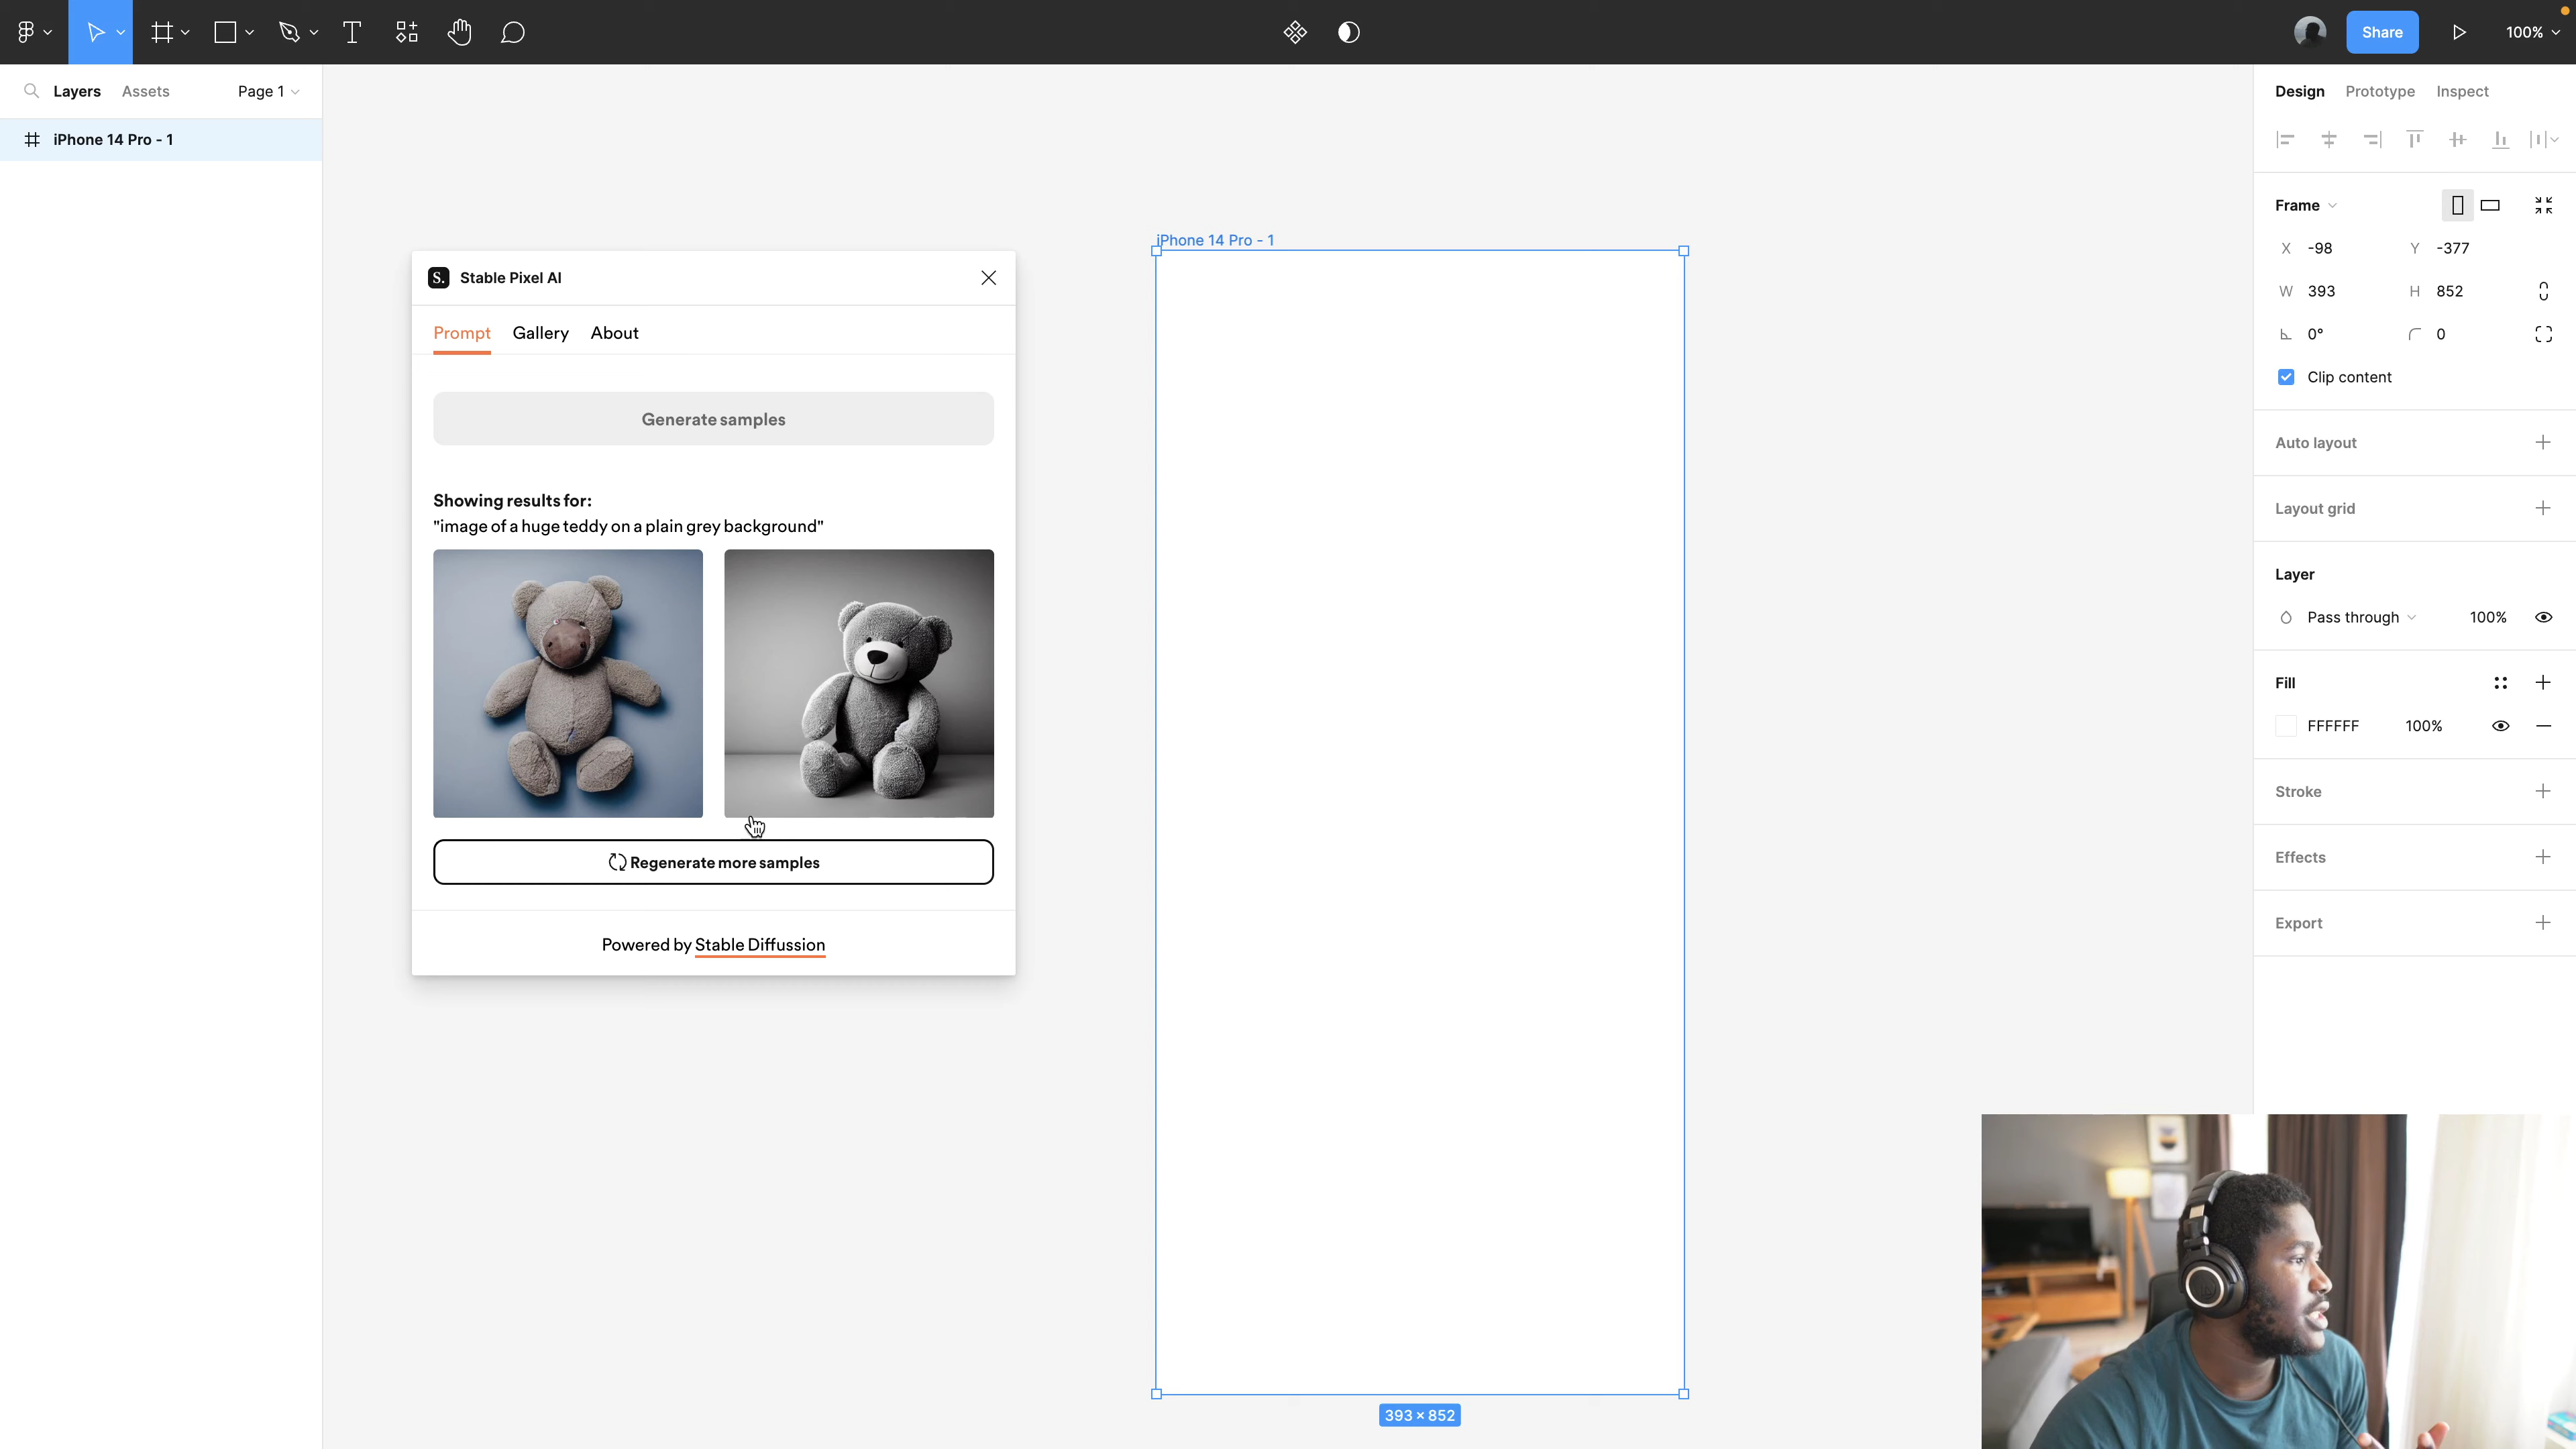 100%
Share
Layers Assets Page 1
iPhone 14 Pro - 1
iPhone 14 Pro - 1
S. Stable Pixel AI
Prompt Gallery About
Generate samples
Showing results for:
"image of a huge teddy on a plain grey background"
Regenerate more samples
Powered by Stable Diffussion
393 × 852
Design Prototype Inspect
Frame
X -98 Y -377
W 393 H 852
0° 0
Clip content
Auto layout
Layout grid
Layer
Pass through 100%
Fill
FFFFFF 100%
Stroke
Effects
Export